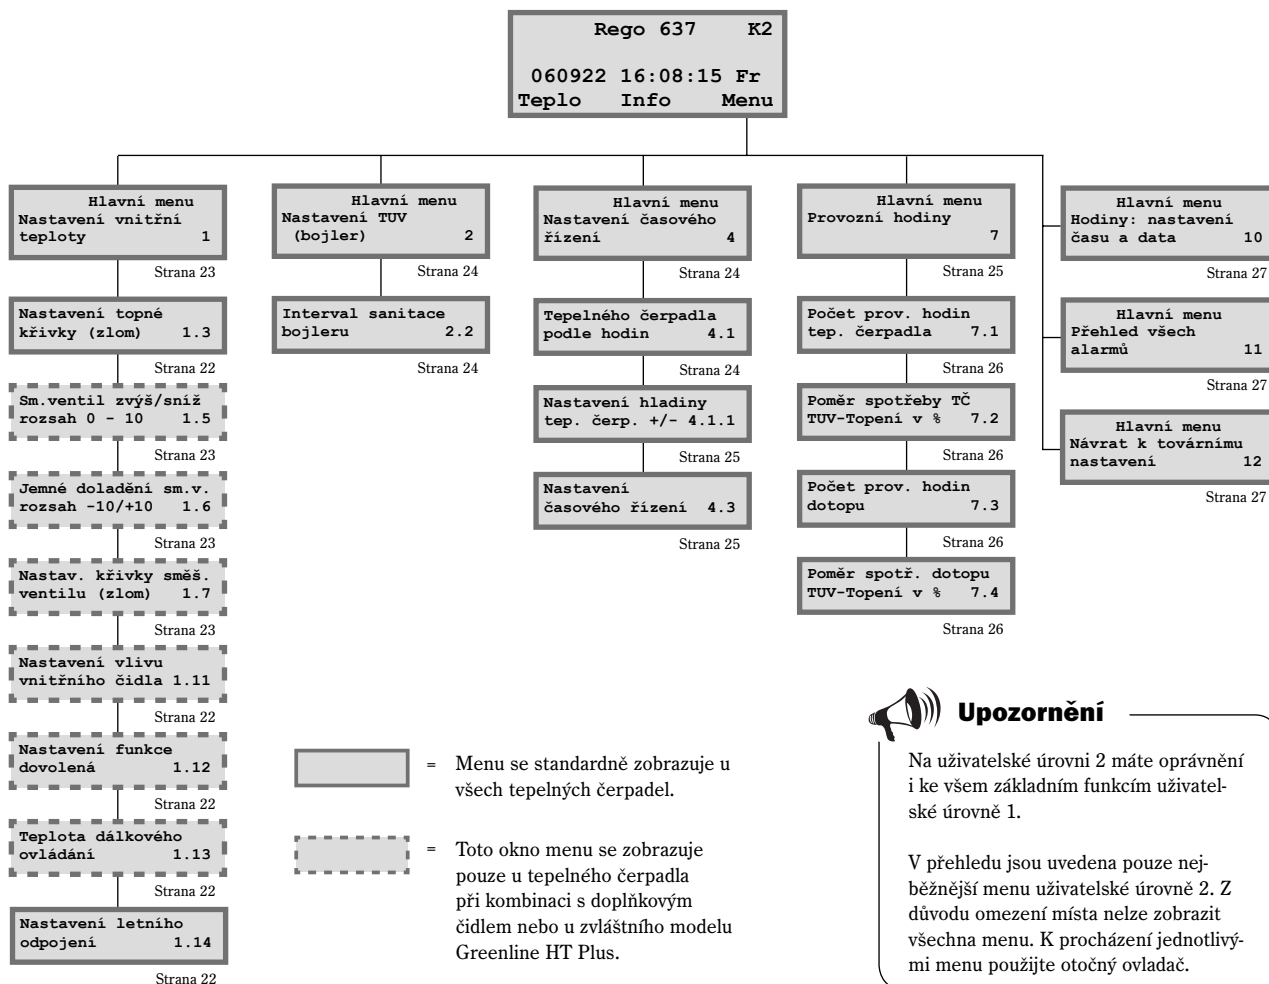 Rego 637 K2
060922 16:08:15 Fr
Teplo Info Menu
Hlavní menu
Nastavení vnitřní
teploty 1
Strana 23
Nastavení topné
křivky (zlom) 1.3
Strana 22
Sm.ventil zvýš/sníž
rozsah 0 - 10 1.5
Strana 23
Jemné doladění sm.v.
rozsah -10/+10 1.6
Strana 23
Nastav. křivky směš.
ventilu (zlom) 1.7
Strana 23
Nastavení vlivu
vnitřního čidla 1.11
Strana 22
Nastavení funkce
dovolená 1.12
Strana 22
Teplota dálkového
ovládání 1.13
Strana 22
Nastavení letního
odpojení 1.14
Strana 22
Hlavní menu
Nastavení TUV
(bojler) 2
Strana 24
Interval sanitace
bojleru 2.2
Strana 24
Hlavní menu
Nastavení časového
řízení 4
Strana 24
Tepelného čerpadla
podle hodin 4.1
Strana 24
Nastavení hladiny
tep. čerp. +/- 4.1.1
Strana 25
Nastavení
časového řízení 4.3
Strana 25
Hlavní menu
Provozní hodiny
7
Strana 25
Počet prov. hodin
tep. čerpadla 7.1
Strana 26
Poměr spotřeby TČ
TUV-Topení v % 7.2
Strana 26
Počet prov. hodin
dotopu 7.3
Strana 26
Poměr spotř. dotopu
TUV-Topení v % 7.4
Strana 26
Hlavní menu
Hodiny: nastavení
času a data 10
Strana 27
Hlavní menu
Přehled všech
alarmů 11
Strana 27
Hlavní menu
Návrat k továrnímu
nastavení 12
Strana 27
= Menu se standardně zobrazuje u
všech tepelných čerpadel.
= Toto okno menu se zobrazuje
pouze u tepelného čerpadla
při kombinaci s doplňkovým
čidlem nebo u zvláštního modelu
Greenline HT Plus.
Upozornění
Na uživatelské úrovni 2 máte oprávnění
i ke všem základním funkcím uživatel-
ské úrovně 1.
V přehledu jsou uvedena pouze nej-
běžnější menu uživatelské úrovně 2. Z
důvodu omezení místa nelze zobrazit
všechna menu. K procházení jednotlivý-
mi menu použijte otočný ovladač.